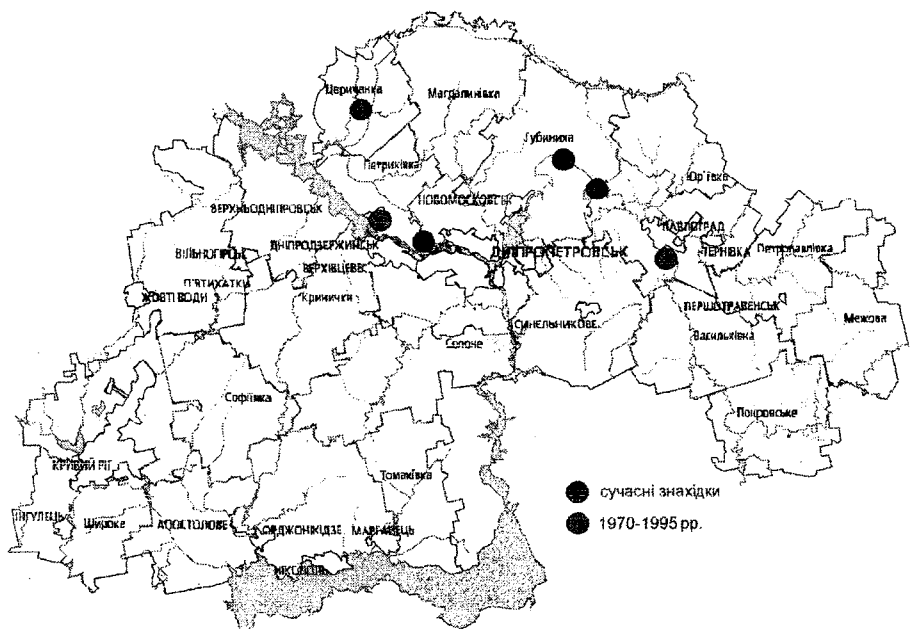 Царичанка
Магдалинівка
Губиниха
Петриківка
Юр'ївка
НОВОМОСКОВСЬК
ВЕРХНЬОДНІПРОВСЬК
ПАВЛОГРАД
ДНІПРОДЗЕРЖИНСЬК
ДНІПРОПЕТРОВСЬК
ТЕРНІВКА
Петропавлівка
ВІЛЬНОГІРСЬК
ВЕРХІВЦЕВЕ
П'ЯТИХАТКИ
ЖОВТІ ВОДИ
Кринички
ПЕРШОТРАВЕНСЬК
СИНЕЛЬНИКОВЕ
Межова
Васильківка
Солоне
Софіївка
Покровське
КРИВИЙ РІГ
Томаківка
сучасні знахідки
ІНГУЛЕЦЬ
Широке
АПОСТОЛОВЕ
ОРДЖОНІКІДЗЕ
МАРГАНЕЦЬ
1970-1995 рр.
НІКОПОЛЬ